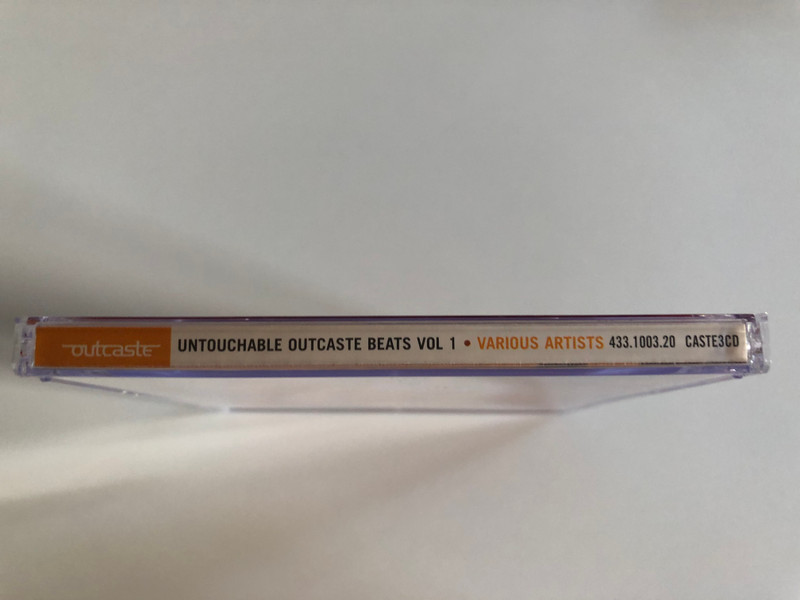 outcaste UNTOUCHABLE OUTCASTE BEATS VOL 1 • VARIOUS ARTISTS 433.1003.20 CASTE3CD